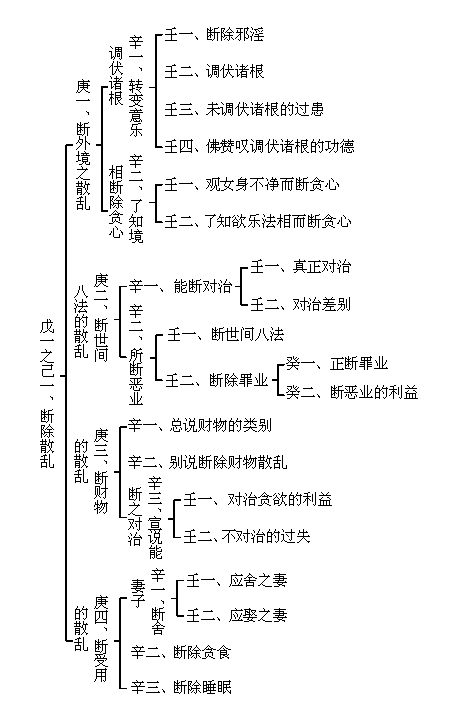 戊一之己一、断除散乱
庚一、断外境之散乱
辛一、转变意乐
调伏诸根
壬一、断除邪淫
壬二、调伏诸根
壬三、未调伏诸根的过患
壬四、佛赞叹调伏诸根的功德
辛二、了知境
相断除贪心
壬一、观女身不净而断贪心
壬二、了知欲乐法相而断贪心
庚二、断世间
八法的散乱
辛一、能断对治
壬一、真正对治
壬二、对治差别
辛二、所断恶业
壬一、断世间八法
壬二、断除罪业
癸一、正断罪业
癸二、断恶业的利益
庚三、断财物
的散乱
辛一、总说财物的类别
辛二、别说断除财物散乱
辛三、宣说能
断之对治
壬一、对治贪欲的利益
壬二、不对治的过失
庚四、断受用
的散乱
辛一、断舍
妻子
壬一、应舍之妻
壬二、应娶之妻
辛二、断除贪食
辛三、断除睡眠